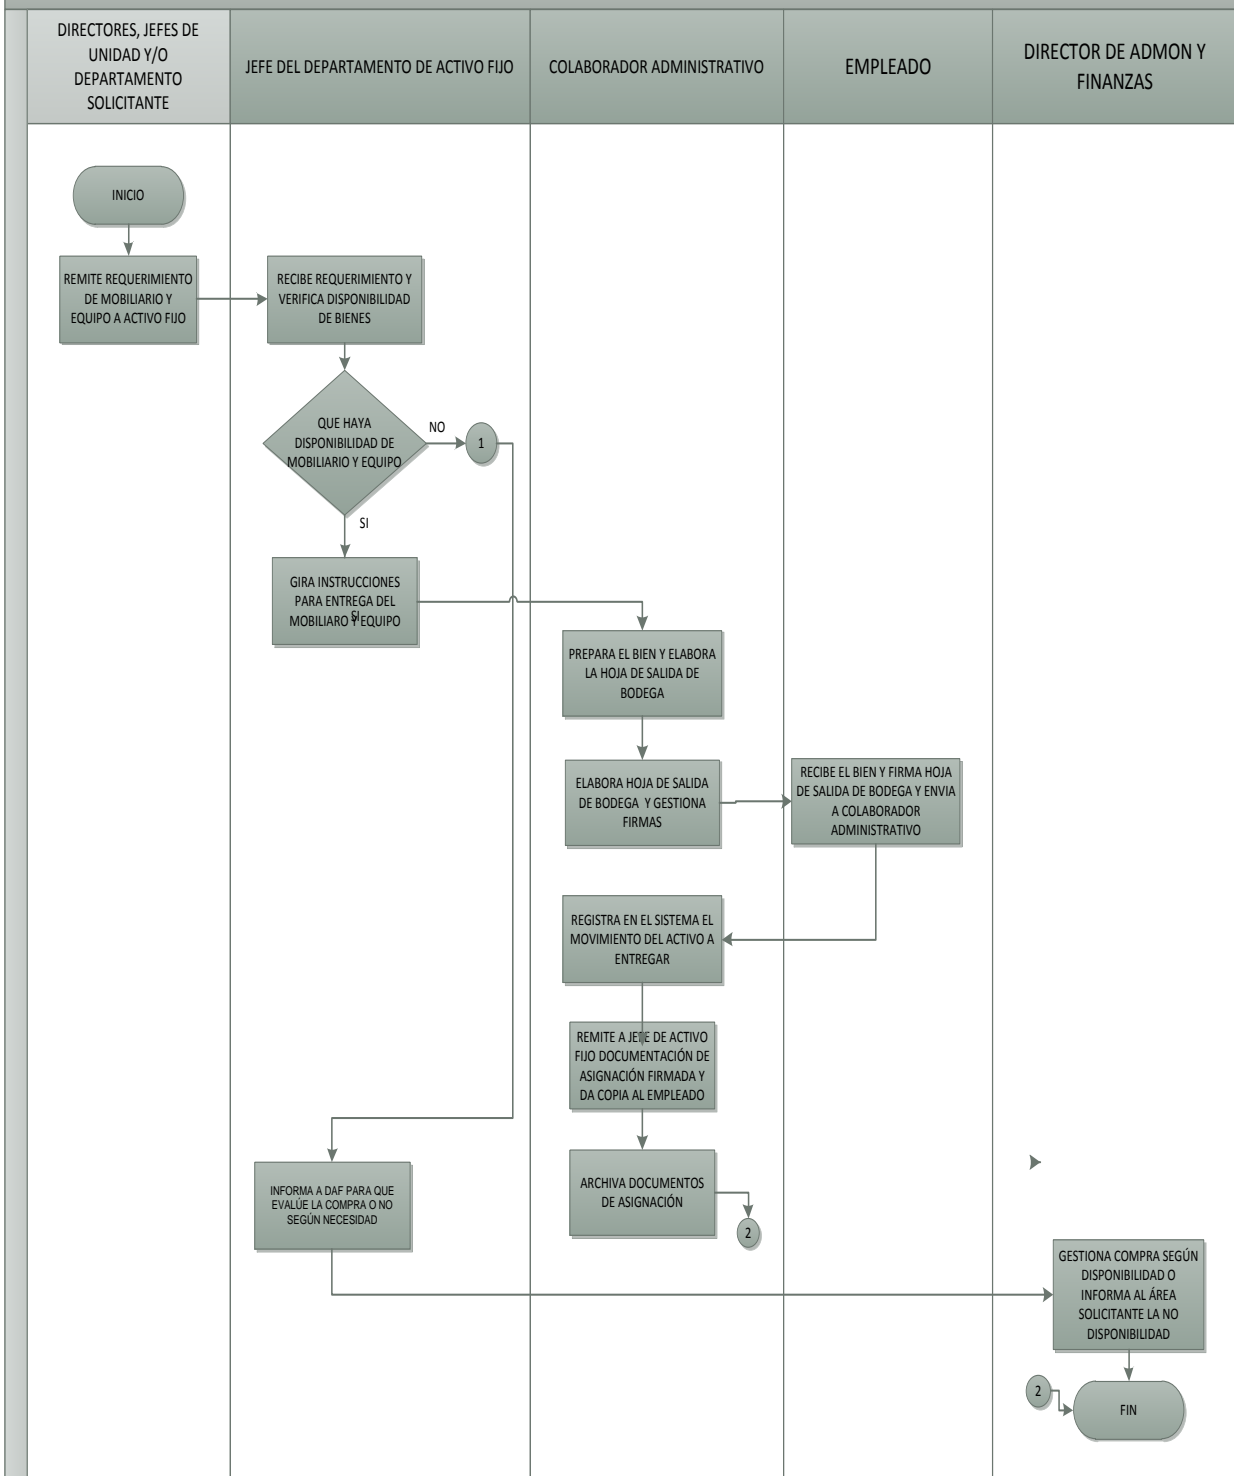 DIRECTORES, JEFES DE
UNIDAD Y/O
DEPARTAMENTO
SOLICITANTE
JEFE DEL DEPARTAMENTO DE ACTIVO FIJO
COLABORADOR ADMINISTRATIVO
EMPLEADO
DIRECTOR DE ADMON Y
FINANZAS
INICIO
REMITE REQUERIMIENTO
DE MOBILIARIO Y
EQUIPO A ACTIVO FIJO
RECIBE REQUERIMIENTO Y
VERIFICA DISPONIBILIDAD
DE BIENES
QUE HAYA
DISPONIBILIDAD DE
MOBILIARIO Y EQUIPO
NO
1
SI
GIRA INSTRUCCIONES
PARA ENTREGA DEL
MOBILIARO Y EQUIPO
SI
PREPARA EL BIEN Y ELABORA
LA HOJA DE SALIDA DE
BODEGA
ELABORA HOJA DE SALIDA
DE BODEGA Y GESTIONA
FIRMAS
RECIBE EL BIEN Y FIRMA HOJA
DE SALIDA DE BODEGA Y ENVIA
A COLABORADOR
ADMINISTRATIVO
REGISTRA EN EL SISTEMA EL
MOVIMIENTO DEL ACTIVO A
ENTREGAR
REMITE A JEFE DE ACTIVO
FIJO DOCUMENTACIÓN DE
ASIGNACIÓN FIRMADA Y
DA COPIA AL EMPLEADO
ARCHIVA DOCUMENTOS
DE ASIGNACIÓN
2
INFORMA A DAF PARA QUE
EVALÚE LA COMPRA O NO
SEGÚN NECESIDAD
GESTIONA COMPRA SEGÚN
DISPONIBILIDAD O
INFORMA AL ÁREA
SOLICITANTE LA NO
DISPONIBILIDAD
2
FIN